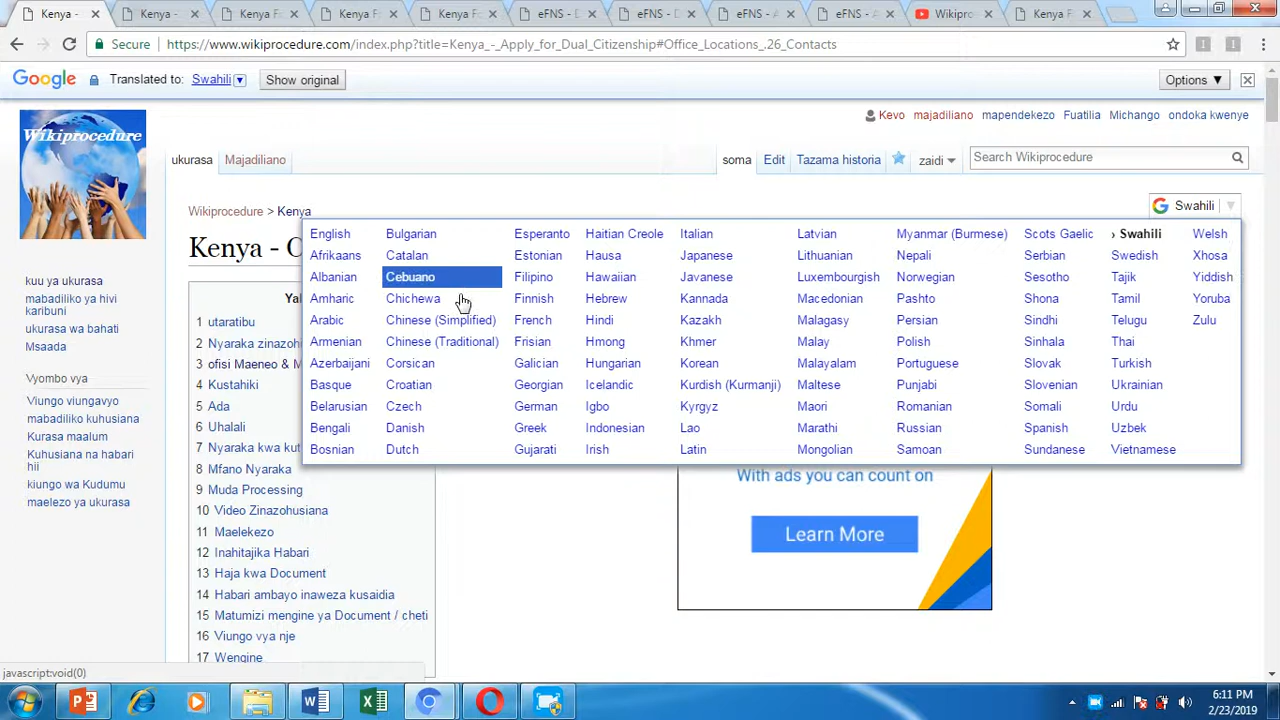 Kenya -
Kenya -
Kenya Fa
Kenya F
Kenya Fa
eFNS - D
eFNS - D
eFNS - A
eFNS - A
Wikipro
Kenya F
Secure
https://www.wikiprocedure.com/index.php?title=Kenya_-_Apply_for_Dual_Citizenship#Office_Locations_.26_Contacts
Google Translated to: Swahili Show original Options ▼
Wikiprocedure
Kevo majadiliano mapendekezo Fuatilia Michango ondoka kwenye
ukurasa Majadiliano soma Edit Tazama historia zaidi Search Wikiprocedure
Wikiprocedure > Kenya
Swahili
Kenya - O
English Bulgarian Esperanto Haitian Creole Italian Latvian Myanmar (Burmese) Scots Gaelic › Swahili Welsh
Afrikaans Catalan Estonian Hausa Japanese Lithuanian Nepali Serbian Swedish Xhosa
Albanian Cebuano Filipino Hawaiian Javanese Luxembourgish Norwegian Sesotho Tajik Yiddish
Amharic Chichewa Finnish Hebrew Kannada Macedonian Pashto Shona Tamil Yoruba
Arabic Chinese (Simplified) French Hindi Kazakh Malagasy Persian Sindhi Telugu Zulu
Armenian Chinese (Traditional) Frisian Hmong Khmer Malay Polish Sinhala Thai
Azerbaijani Corsican Galician Hungarian Korean Malayalam Portuguese Slovak Turkish
Basque Croatian Georgian Icelandic Kurdish (Kurmanji) Maltese Punjabi Slovenian Ukrainian
Belarusian Czech German Igbo Kyrgyz Maori Romanian Somali Urdu
Bengali Danish Greek Indonesian Lao Marathi Russian Spanish Uzbek
Bosnian Dutch Gujarati Irish Latin Mongolian Samoan Sundanese Vietnamese
kuu ya ukurasa
mabadiliko ya hivi
karibuni
ukurasa wa bahati
Msaada
Vyombo vya
Viungo viungavyo
mabadiliko kuhusiana
Kurasa maalum
Kuhusiana na habari
hii
kiungo wa Kudumu
maelezo ya ukurasa
Yal
1 utaratibu
2 Nyaraka zinazohi
3 ofisi Maeneo & M
4 Kustahiki
5 Ada
6 Uhalali
7 Nyaraka kwa kut
8 Mfano Nyaraka
9 Muda Processing
10 Video Zinazohusiana
11 Maelekezo
12 Inahitajika Habari
13 Haja kwa Document
14 Habari ambayo inaweza kusaidia
15 Matumizi mengine ya Document / cheti
16 Viungo vya nje
17 Wengine
With ads you can count on
Learn More
javascript:void(0)
6:11 PM
2/23/2019